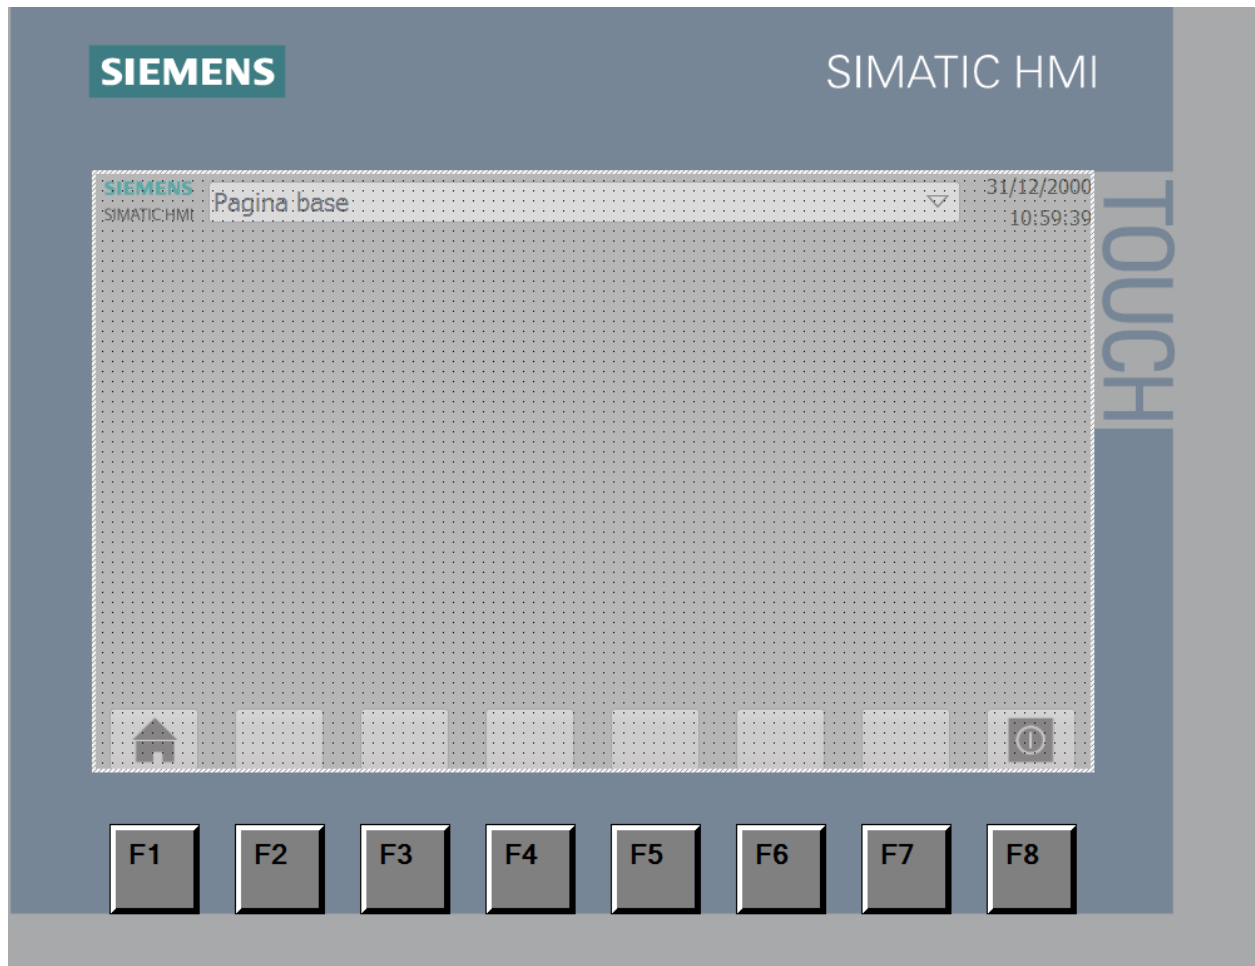 SIEMENS
SIMATIC HMI
TOUCH
SIEMENS
SIMATIC HMI
Pagina base
31/12/2000
10:59:39
F1
F2
F3
F4
F5
F6
F7
F8